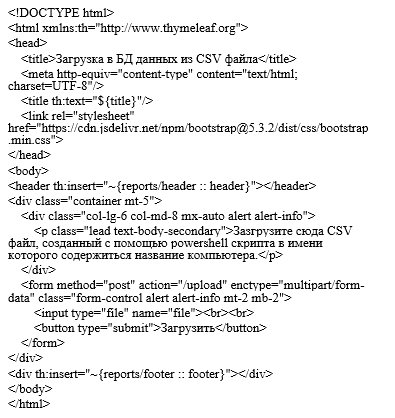 <!DOCTYPE html>
<html xmlns:th="http://www.thymeleaf.org">
<head>
<title>Загрузка в БД данных из CSV файла</title>
<meta http-equiv="content-type" content="text/html;
charset=UTF-8"/>
<title th:text="${title}"/>
<link rel="stylesheet"
href="https://cdn.jsdelivr.net/npm/bootstrap@5.3.2/dist/css/bootstrap
.min.css">
</head>
<body>
<header th:insert="~{reports/header :: header}"></header>
<div class="container mt-5">
<div class="col-lg-6 col-md-8 mx-auto alert alert-info">
<p class="lead text-body-secondary">Зазгрузите сюда CSV
файл, созданный с помощью powershell скрипта в имени
которого содержиться название компьютера.</p>
</div>
<form method="post" action="/upload" enctype="multipart/form-
data" class="form-control alert alert-info mt-2 mb-2">
<input type="file" name="file"><br><br>
<button type="submit">Загрузить</button>
</form>
</div>
<div th:insert="~{reports/footer :: footer}"></div>
</body>
</html>